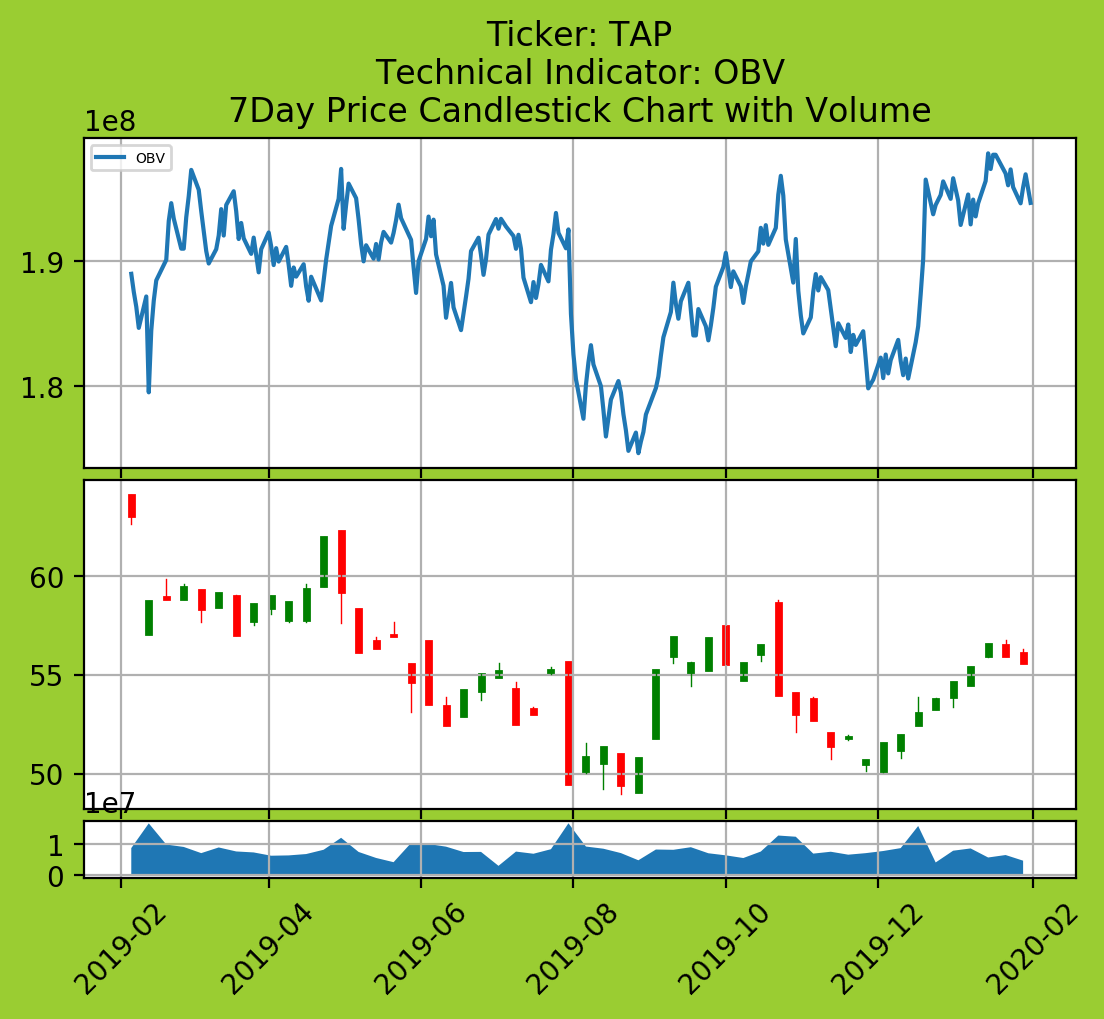 Ticker: TAP
Technical Indicator: OBV
7Day Price Candlestick Chart with Volume
1e8
OBV
1.9
1.8
60
55
50
1e7
1
0
2019-02
2019-04
2019-06
2019-08
2019-10
2019-12
2020-02